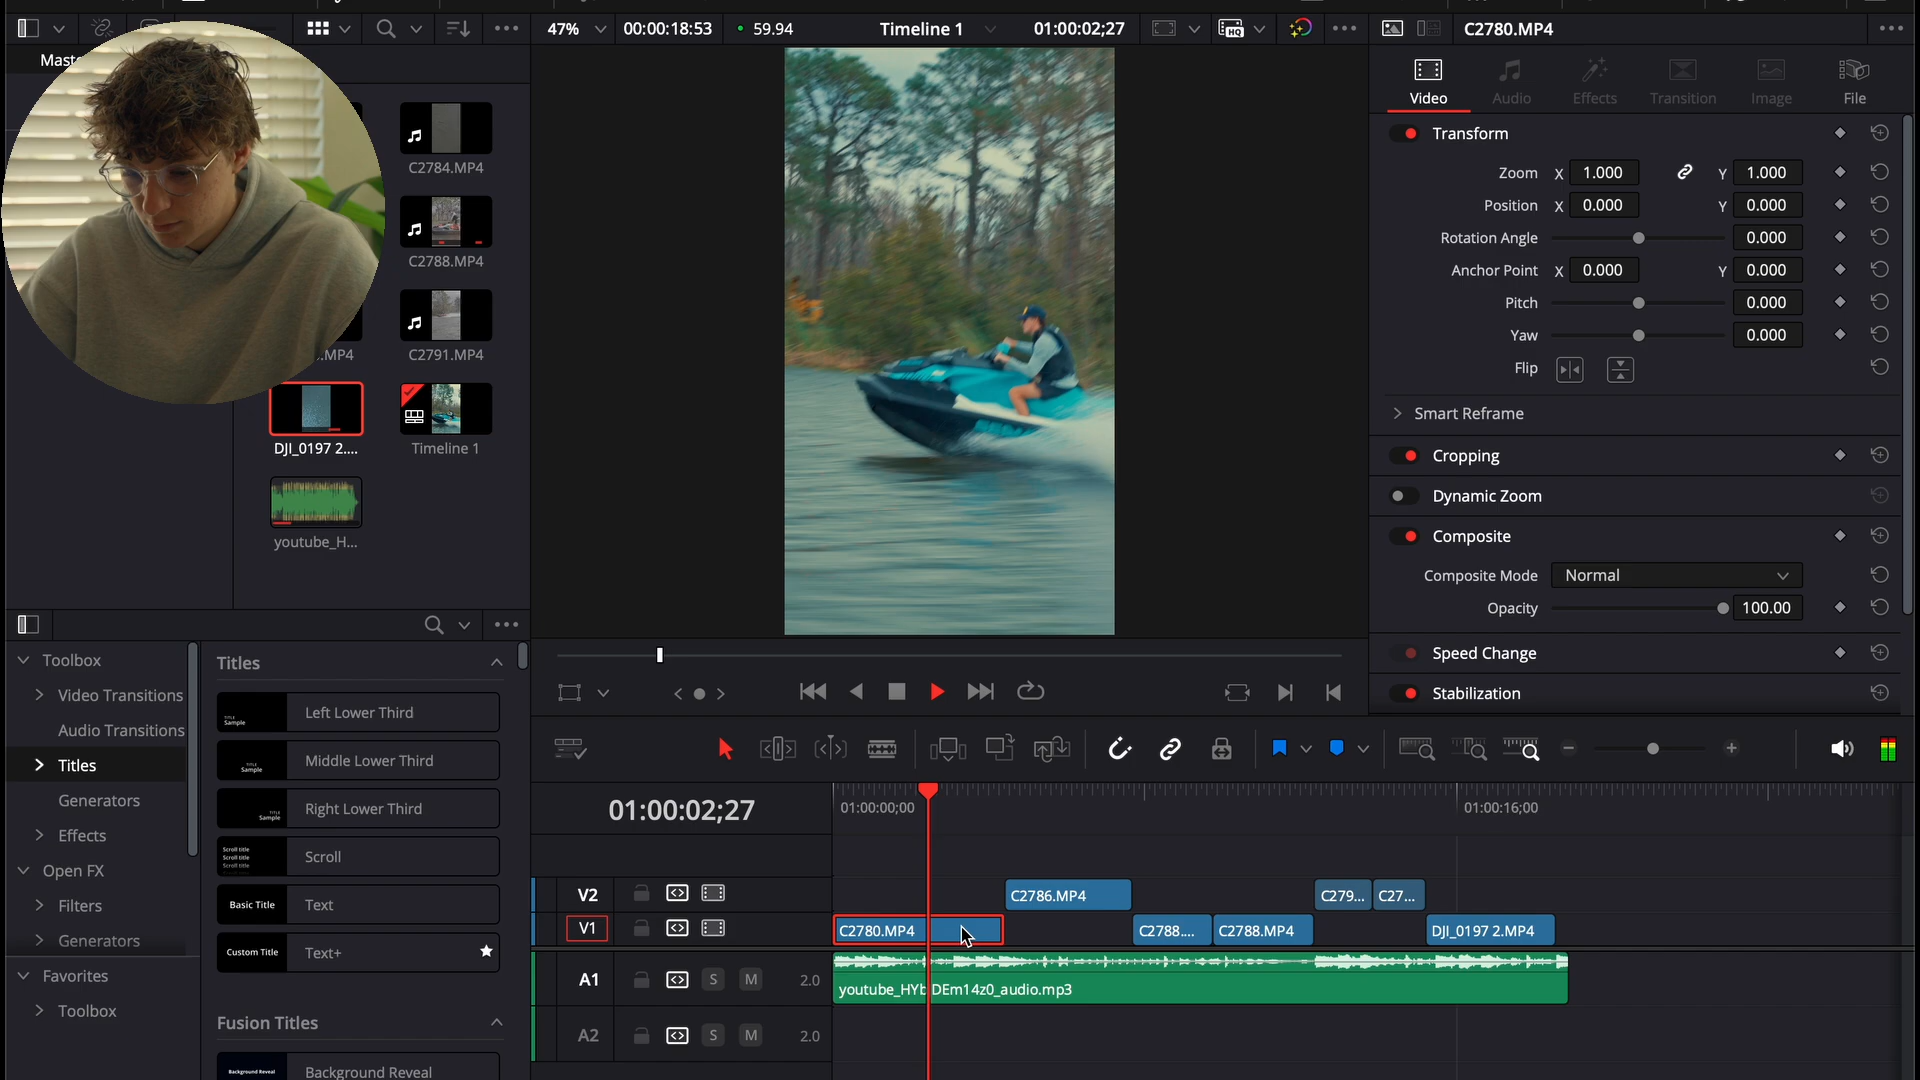 47%
00:00:18:53
59.94
Timeline 1
01:00:02;27
HQ
C2780.MP4
C2784.MP4
C2788.MP4
.MP4
C2791.MP4
DJI_0197 2....
Timeline 1
youtube_H...
Video
Audio
Effects
Transition
Image
File
Transform
Zoom X 1.000 Y 1.000
Position X 0.000 Y 0.000
Rotation Angle 0.000
Anchor Point X 0.000 Y 0.000
Pitch 0.000
Yaw 0.000
Flip
Smart Reframe
Cropping
Dynamic Zoom
Composite
Composite Mode Normal
Opacity 100.00
Speed Change
Stabilization
Toolbox
Video Transitions
Audio Transitions
Titles
Generators
Effects
Open FX
Filters
Generators
Favorites
Toolbox
Titles
Left Lower Third
Middle Lower Third
Right Lower Third
Scroll
Basic Title Text
Custom Title Text+
Fusion Titles
Background Reveal Background Reveal
01:00:02;27
01:00:00;00
01:00:16;00
V2
C2786.MP4
C279...
C27...
V1
C2780.MP4
C2788....
C2788.MP4
DJI_0197 2.MP4
A1 S M 2.0
youtube_HYb
DEm14z0_audio.mp3
A2 S M 2.0